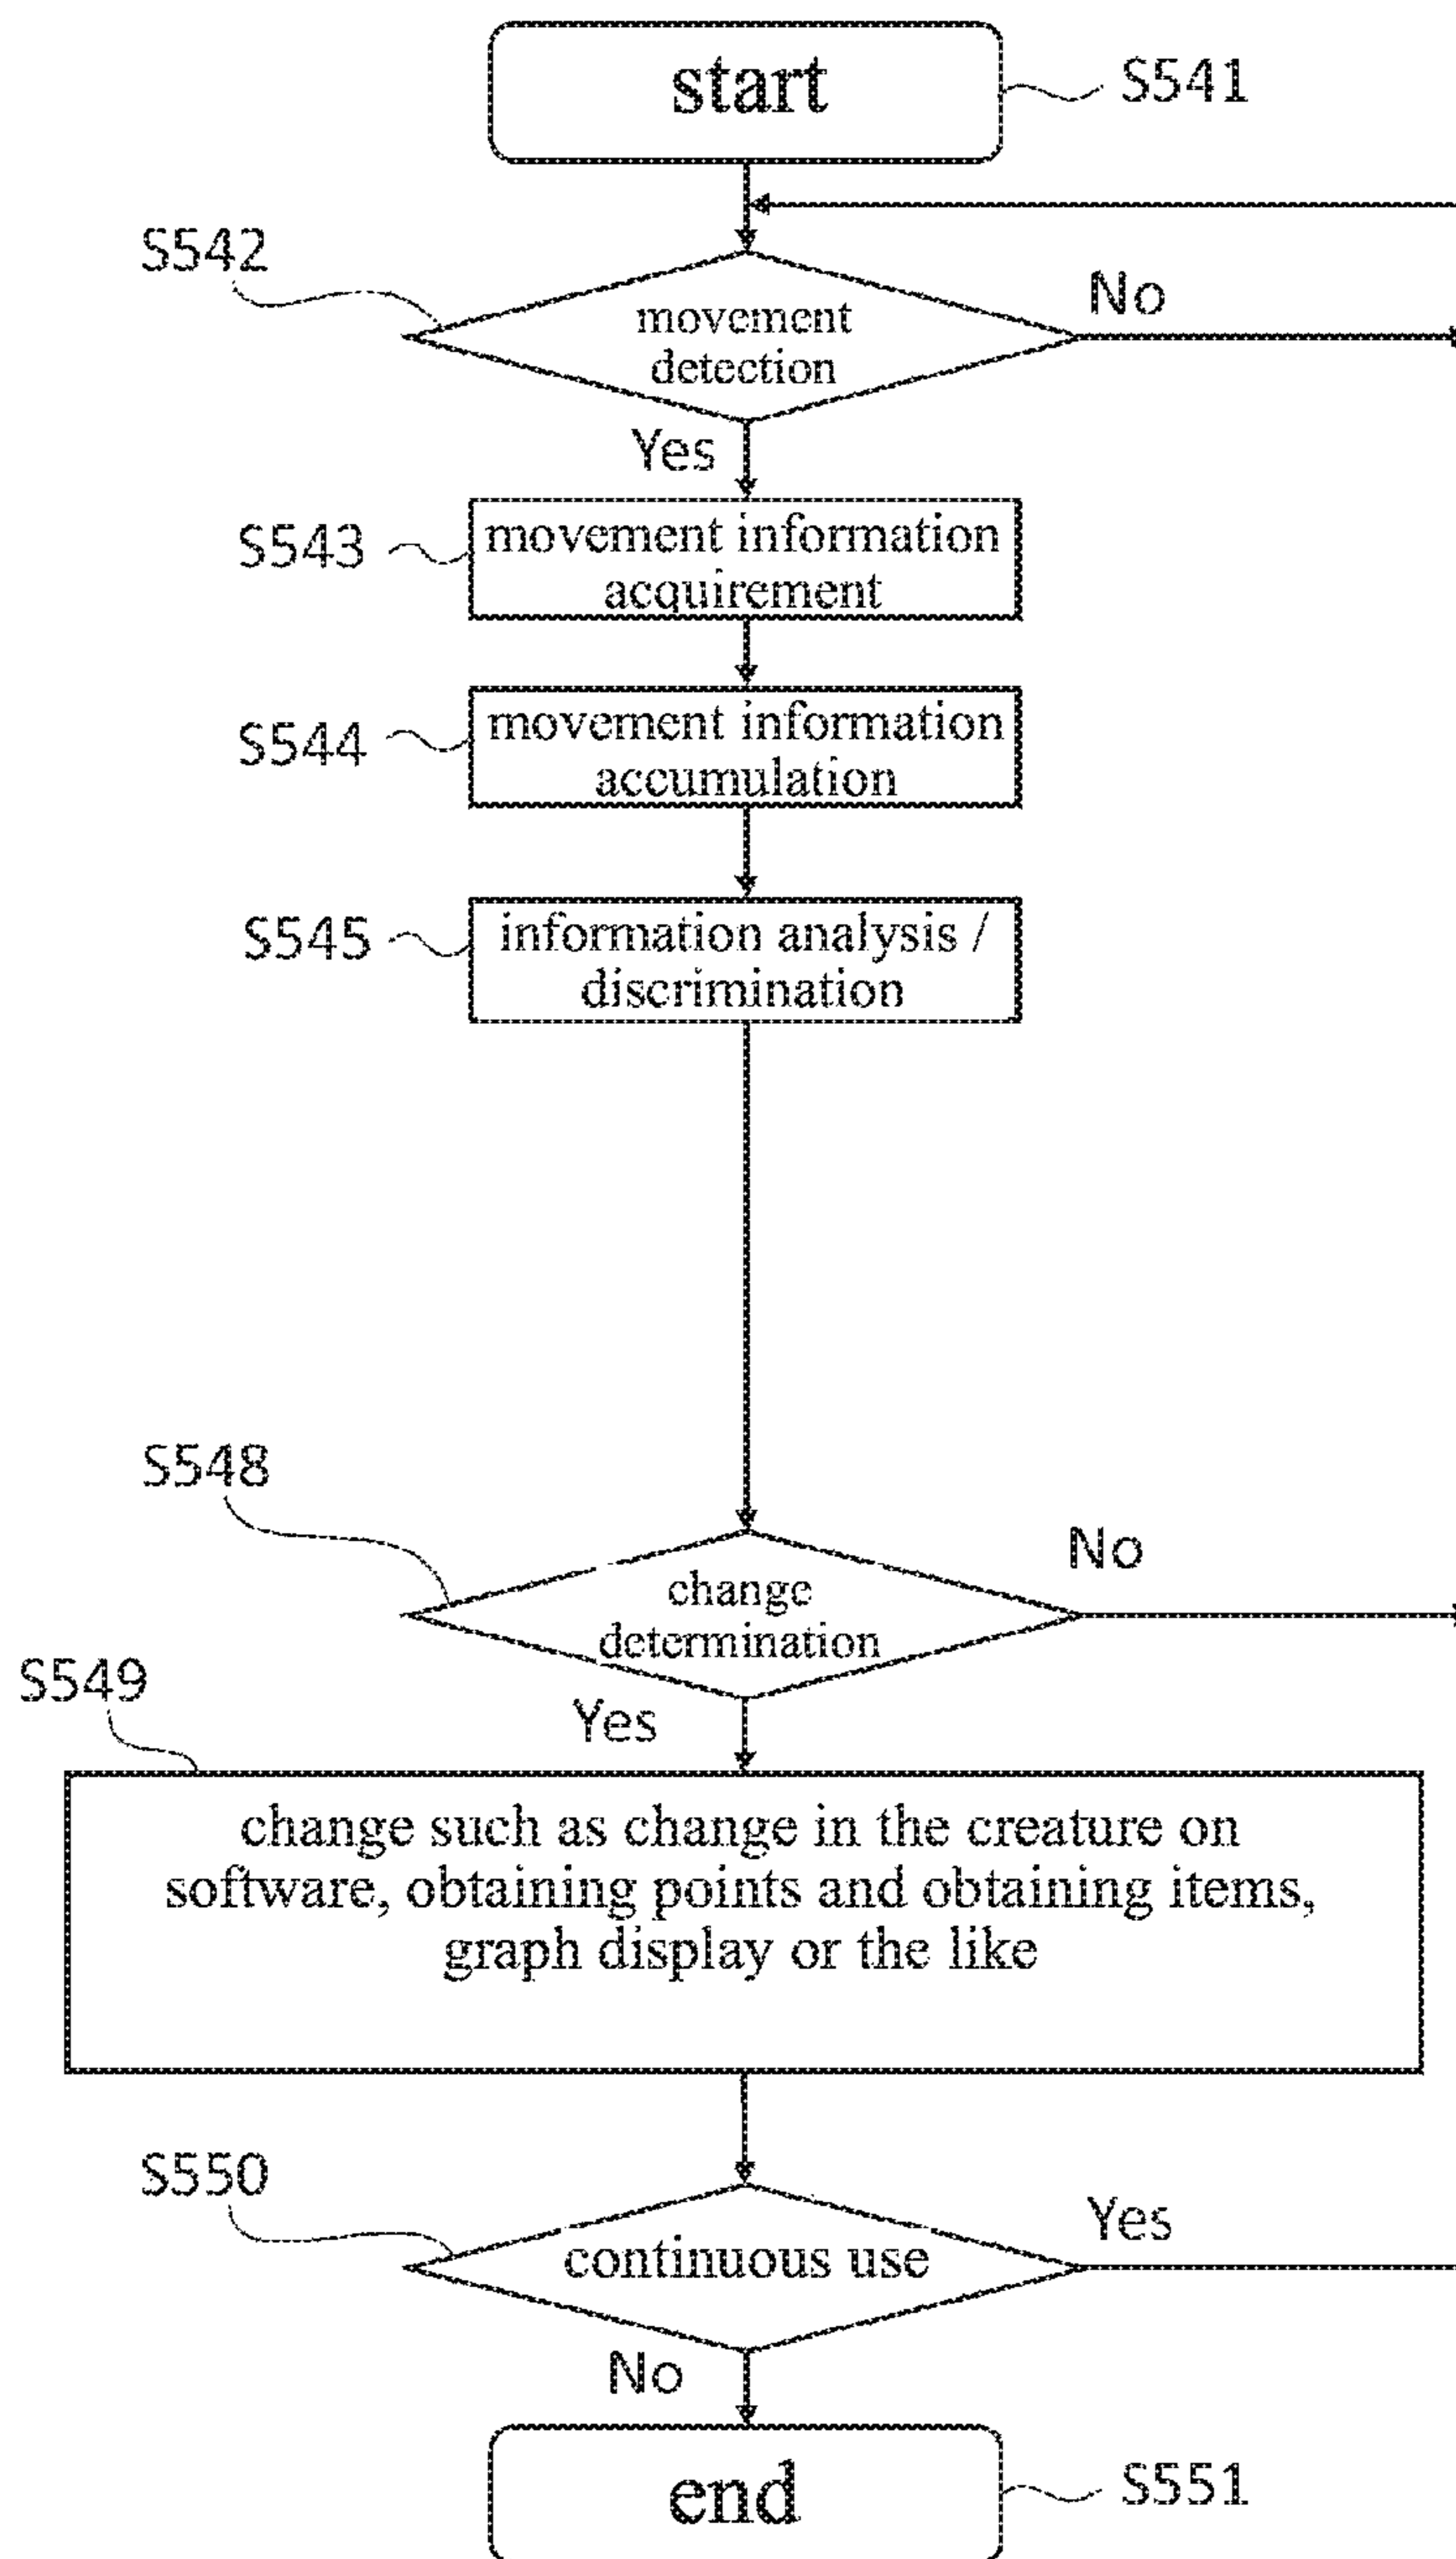 start
S541
S542
movement
detection
No
Yes
S543
movement information
acquirement
S544
movement information
accumulation
S545
information analysis /
discrimination
S548
change
determination
No
S549
Yes
change such as change in the creature on
software, obtaining points and obtaining items,
graph display or the like
S550
continuous use
Yes
No
end
S551